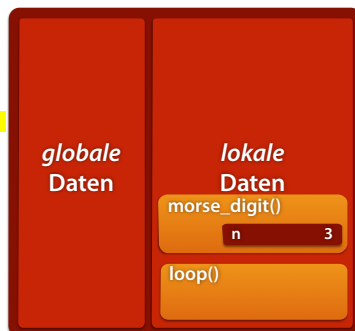 globale
Daten
lokale
Daten
morse_digit()
n 3
loop()